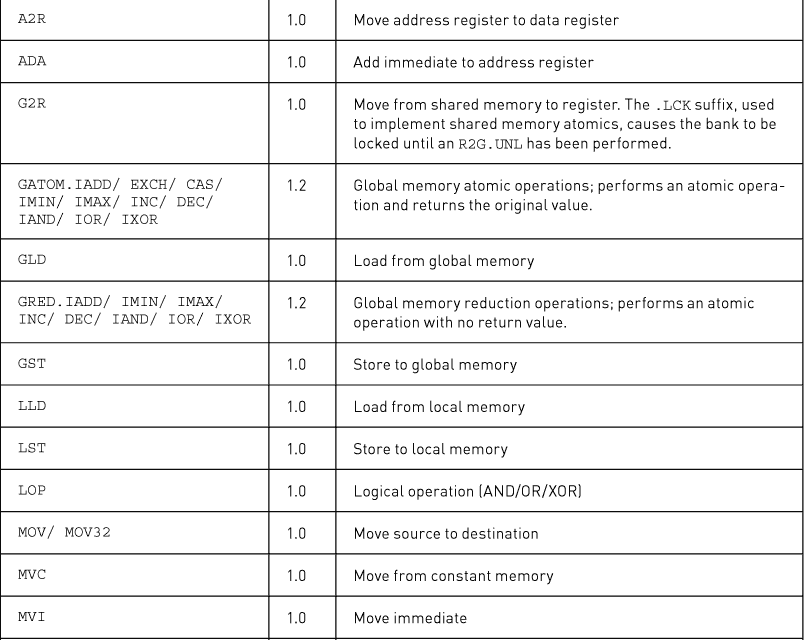 A2R 1.0 Move address register to data register
ADA 1.0 Add immediate to address register
G2R 1.0 Move from shared memory to register. The .LCK suffix, used
to implement shared memory atomics, causes the bank to be
locked until an R2G.UNL has been performed.
GATOM.IADD/ EXCH/ CAS/ 1.2 Global memory atomic operations; performs an atomic opera-
IMIN/ IMAX/ INC/ DEC/ tion and returns the original value.
IAND/ IOR/ IXOR
GLD 1.0 Load from global memory
GRED.IADD/ IMIN/ IMAX/ 1.2 Global memory reduction operations; performs an atomic
INC/ DEC/ IAND/ IOR/ IXOR operation with no return value.
GST 1.0 Store to global memory
LLD 1.0 Load from local memory
LST 1.0 Store to local memory
LOP 1.0 Logical operation (AND/OR/XOR)
MOV/ MOV32 1.0 Move source to destination
MVC 1.0 Move from constant memory
MVI 1.0 Move immediate